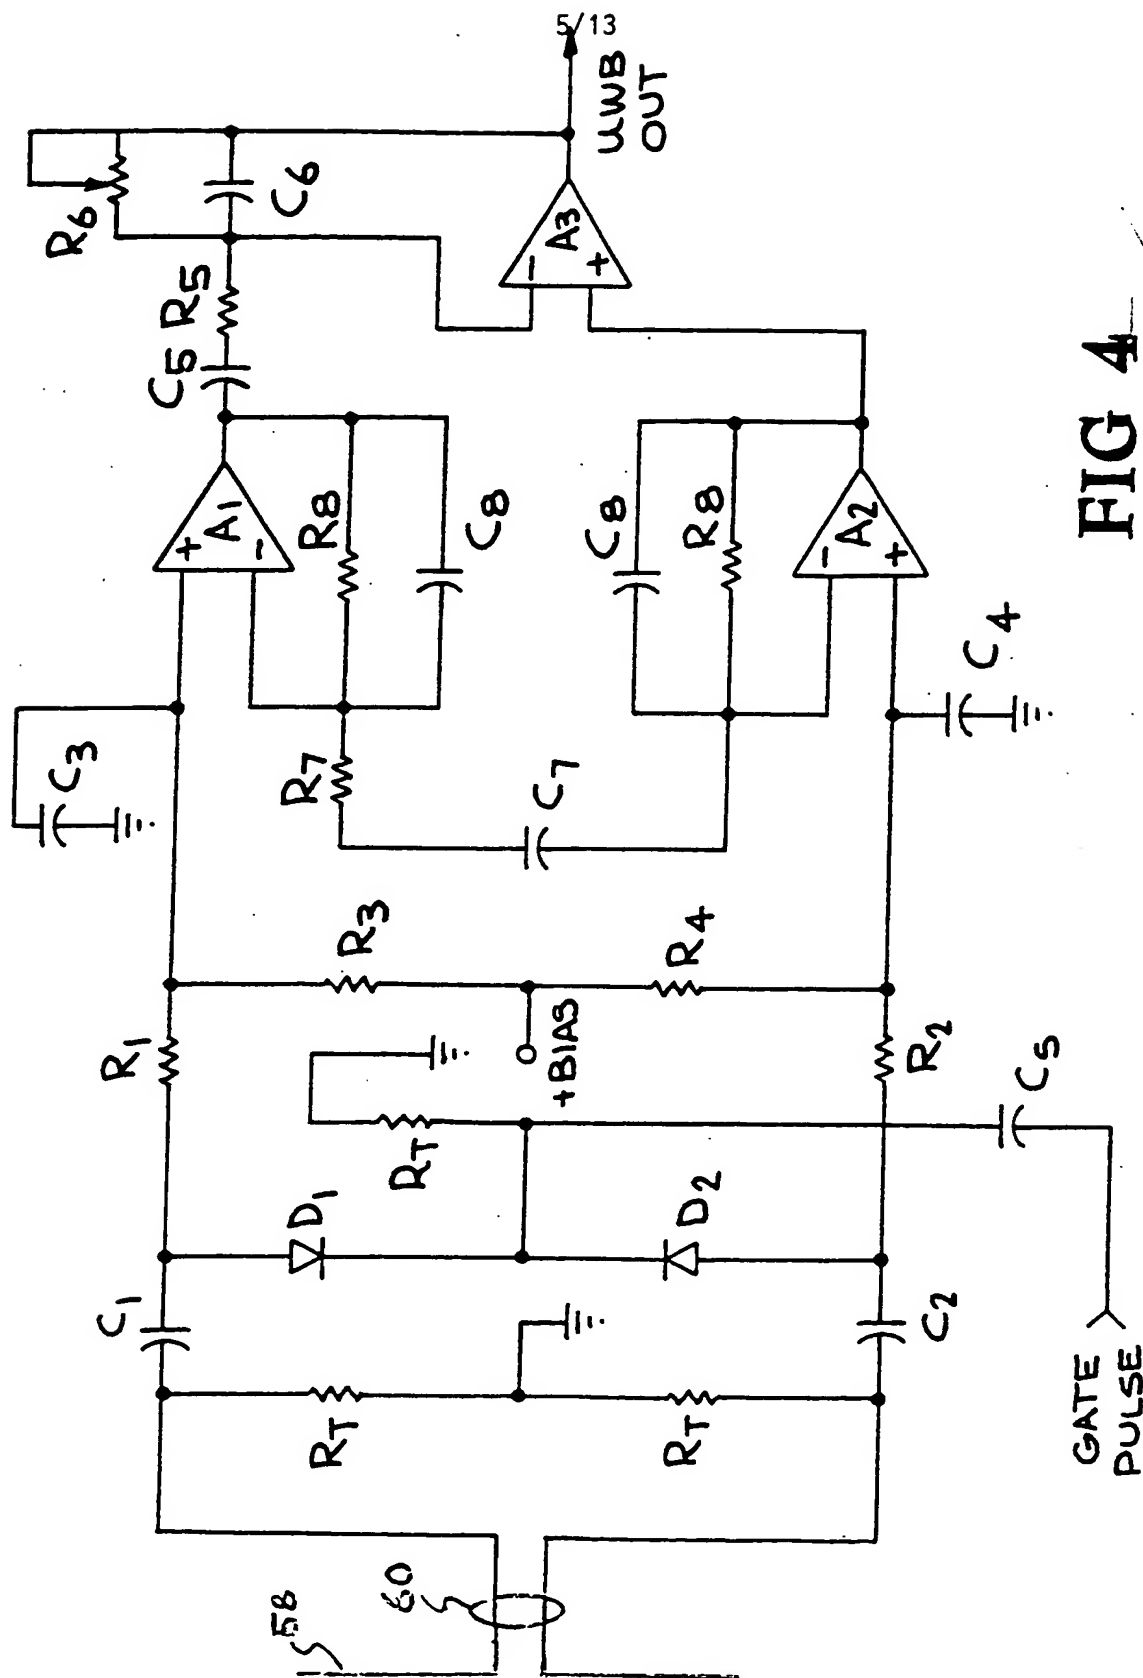 5/13
58
60
RT
RT
C1
C2
D1
D2
RT
+BIAS
GATE
PULSE
C5
R1
R2
R3
R4
C3
C4
R7
C7
+
A1
-
R8
C8
C8
R8
-
A2
+
C5
R5
R6
C6
-
A3
+
UWB
OUT
FIG 4